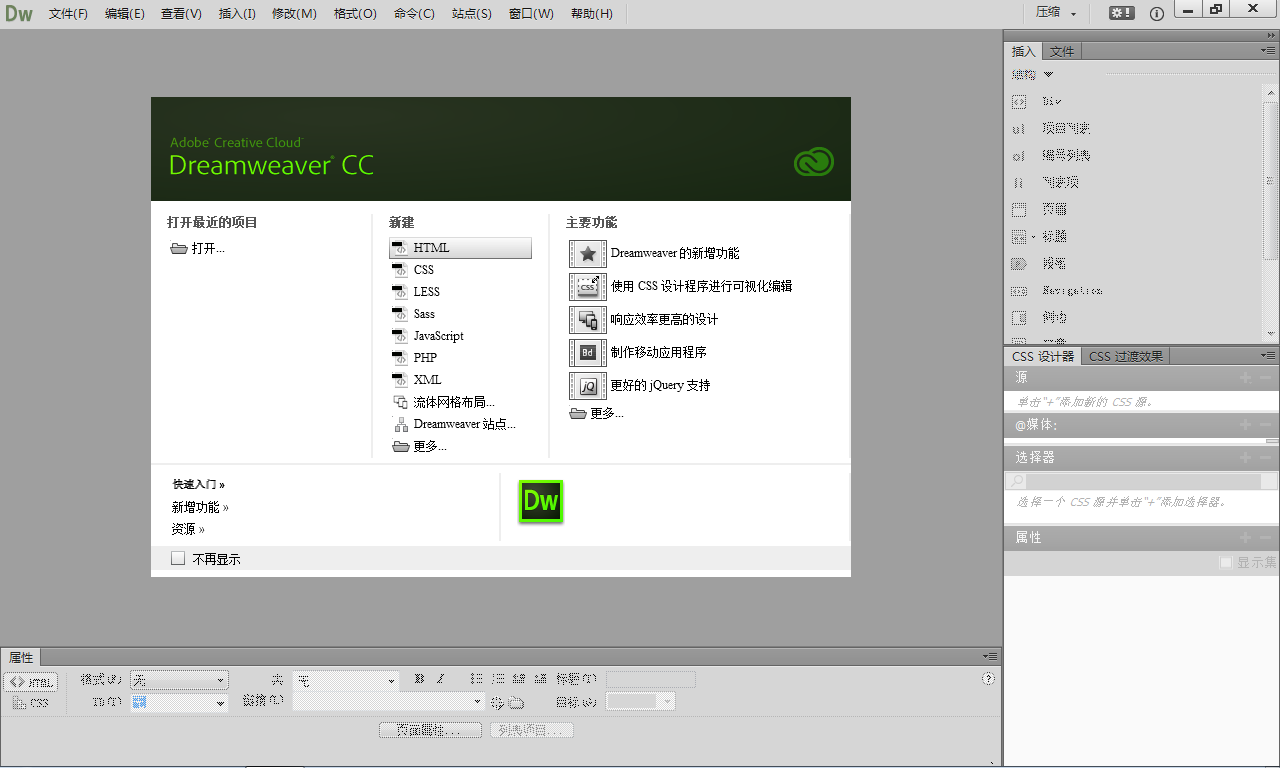 Dw 文件(F) 编辑(E) 查看(V) 插入(I) 修改(M) 格式(O) 命令(C) 站点(S) 窗口(W) 帮助(H) 压缩
Adobe® Creative Cloud™
Dreamweaver® CC
打开最近的项目
打开...
新建
HTML
CSS
LESS
Sass
JavaScript
PHP
XML
流体网格布局...
Dreamweaver 站点...
更多...
主要功能
Dreamweaver 的新增功能
使用 CSS 设计程序进行可视化编辑
响应效率更高的设计
制作移动应用程序
更好的 jQuery 支持
更多...
快速入门 »
新增功能 »
资源 »
Dw
不再显示
插入 文件
结构
Div
ul 项目列表
ol 编号列表
li 列表项
页眉
标题
段落
Navigation
侧边
CSS 设计器 CSS 过渡效果
源
单击"+"添加新的 CSS 源。
@媒体:
选择器
选择一个 CSS 源并单击"+"添加选择器。
属性
显示集
属性
<> HTML 格式(F) 无 类 无 B I 标题(T)
CSS ID(I) 链接(L) 目标(A)
页面属性... 列表项目...